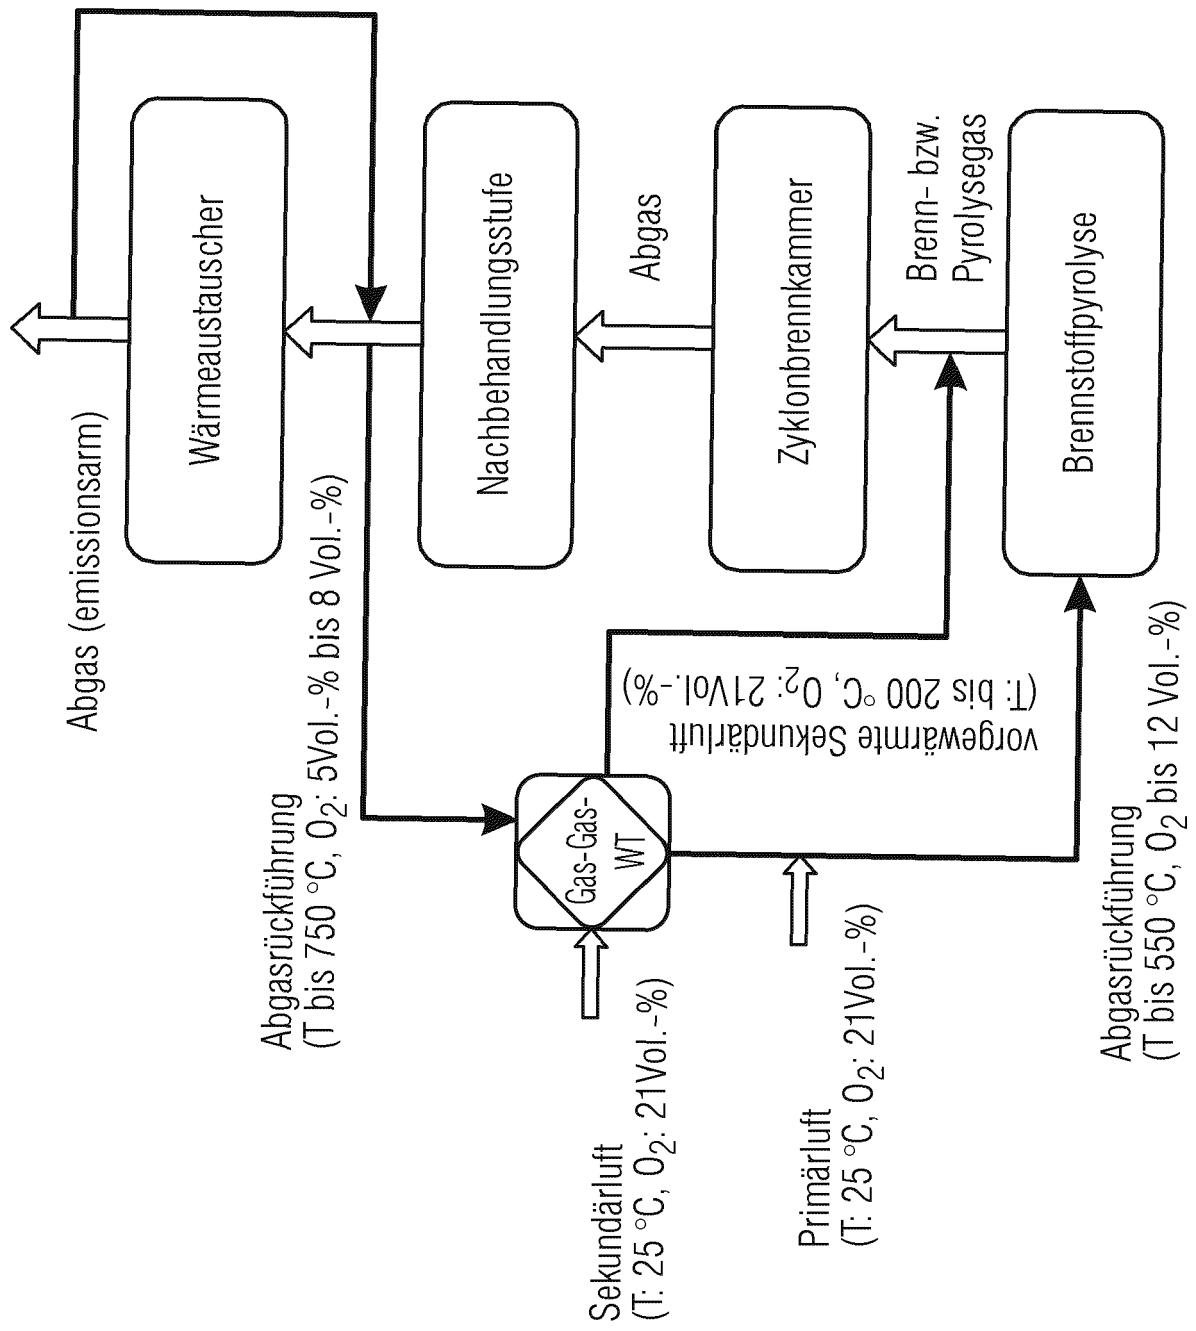 Abgas (emissionsarm)
Wärmeaustauscher
Abgasrückführung
(T bis 750 °C, O₂: 5Vol.-% bis 8 Vol.-%)
Nachbehandlungsstufe
Abgas
Sekundärluft
(T: 25 °C, O₂: 21Vol.-%)
Gas-Gas-
WT
vorgewärmte Sekundärluft
(T: bis 200 °C, O₂: 21Vol.-%)
Zyklonbrennkammer
Brenn- bzw.
Pyrolysegas
Primärluft
(T: 25 °C, O₂: 21Vol.-%)
Brennstoffpyrolyse
Abgasrückführung
(T bis 550 °C, O₂ bis 12 Vol.-%)